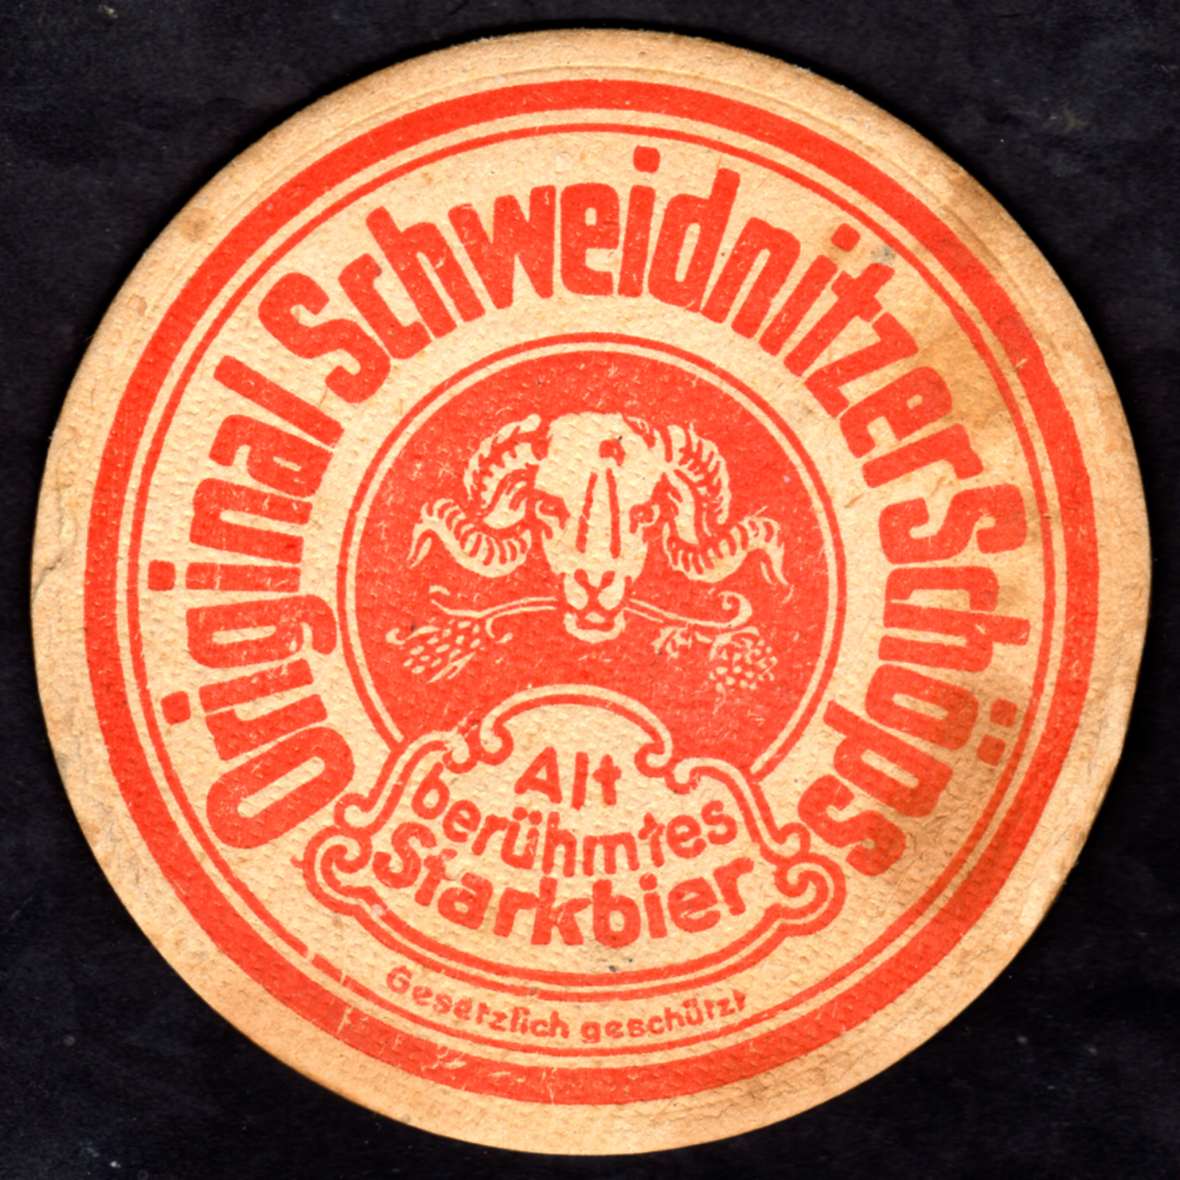 Original Schweidnitzer Schöps
Alt
berühmtes
Starkbier
Gesetzlich geschützt